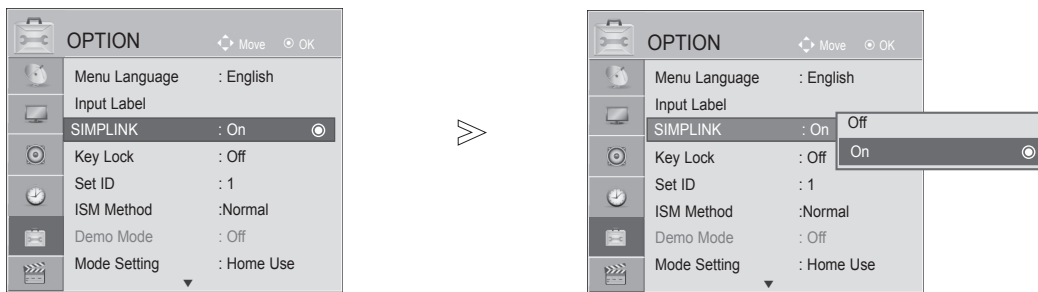 OPTION Move OK
Menu Language : English
Input Label
SIMPLINK : On
Key Lock : Off
Set ID : 1
ISM Method :Normal
Demo Mode : Off
Mode Setting : Home Use
OPTION Move OK
Menu Language : English
Input Label
SIMPLINK : On
Off
On
Key Lock : Off
Set ID : 1
ISM Method :Normal
Demo Mode : Off
Mode Setting : Home Use